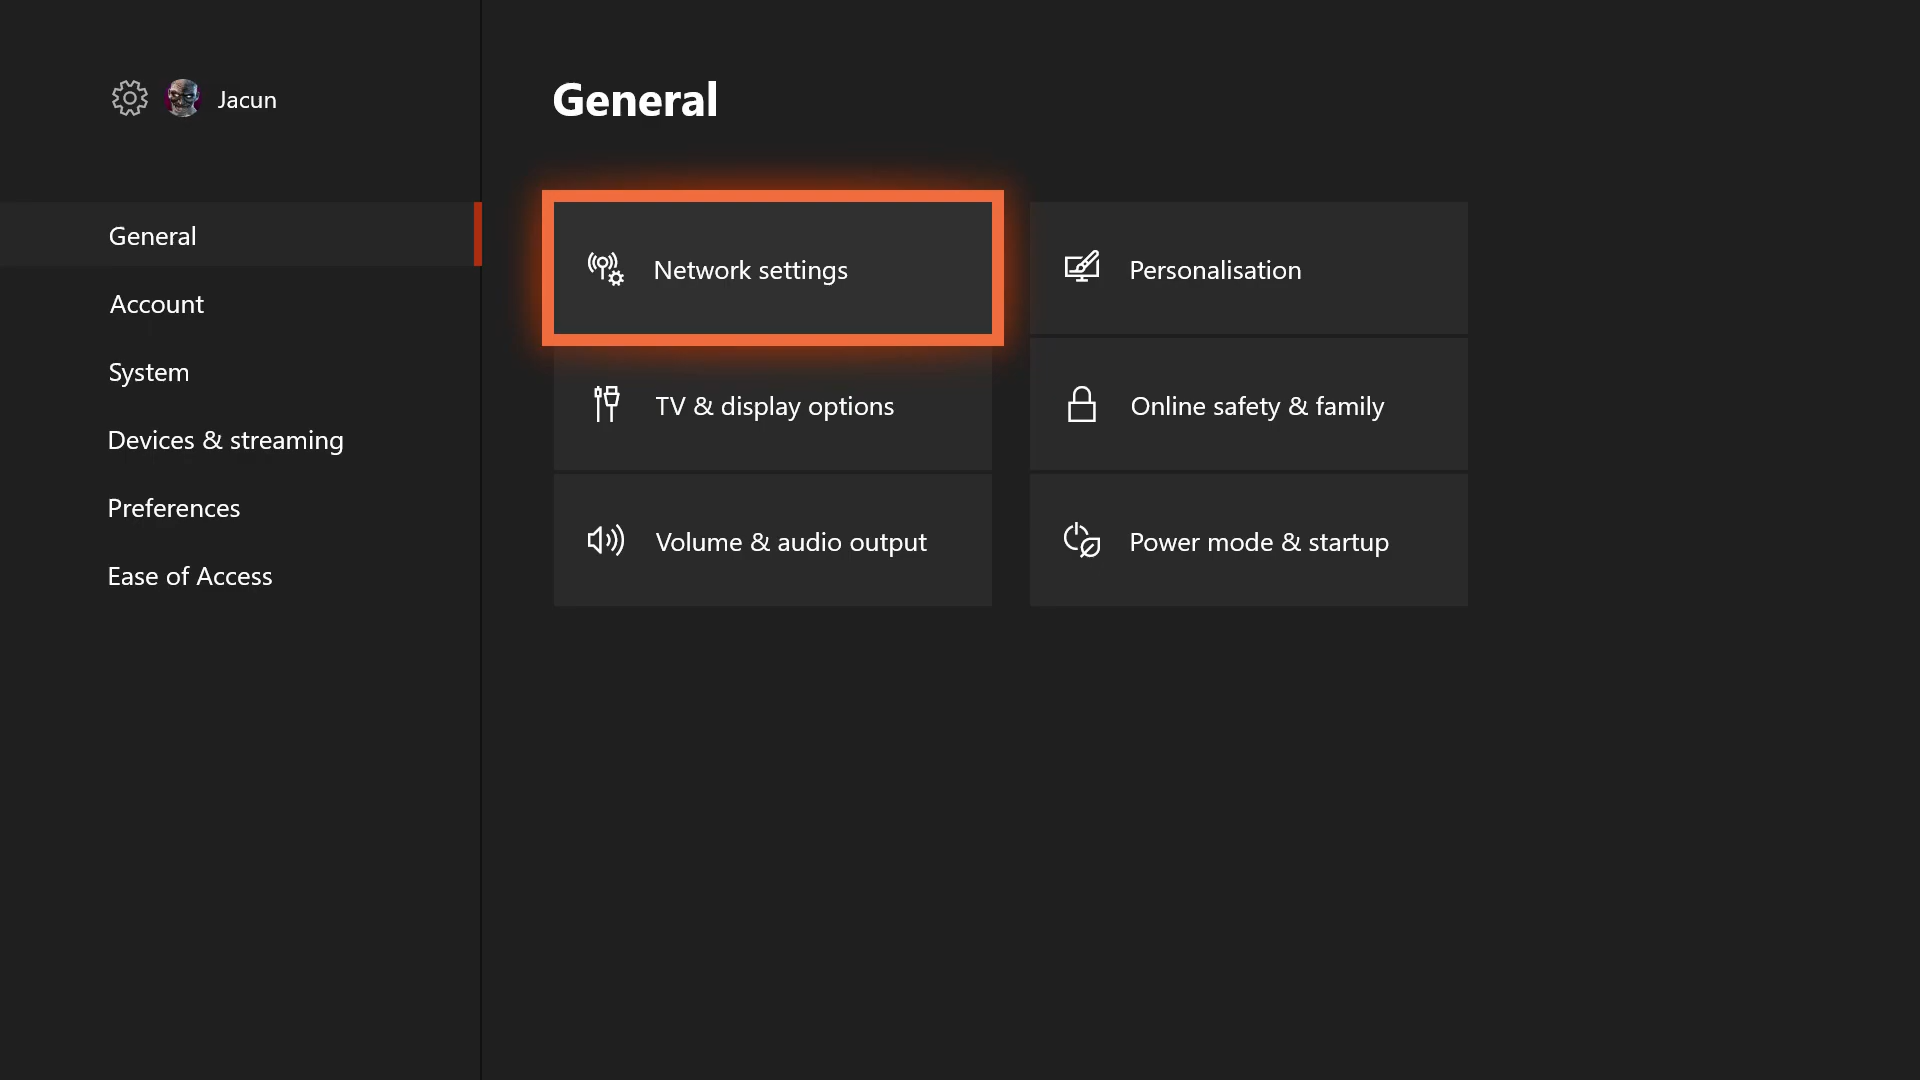 Jacun
General
Account
System
Devices & streaming
Preferences
Ease of Access
General
Network settings
Personalisation
TV & display options
Online safety & family
Volume & audio output
Power mode & startup